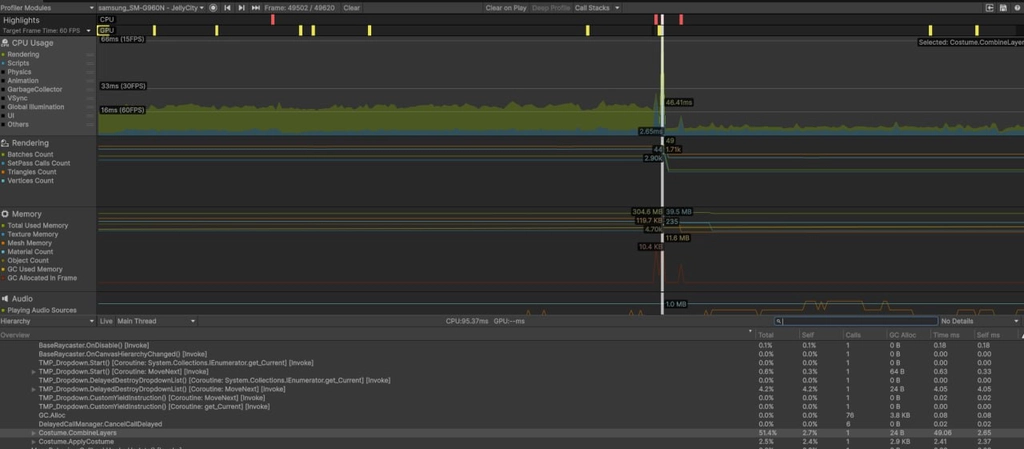 Profiler Modules
samsung_SM-G960N - JellyCity
Frame: 49502 / 49620
Clear
Clear on Play
Deep Profile
Call Stacks
Highlights
CPU
Target Frame Time: 60 FPS
GPU
CPU Usage
66ms (15FPS)
Selected: Costume.CombineLayer
Rendering
Scripts
Physics
Animation
GarbageCollector
VSync
Global Illumination
UI
Others
33ms (30FPS)
16ms (60FPS)
46.41ms
2.65ms
Rendering
Batches Count
SetPass Calls Count
Triangles Count
Vertices Count
49
44
1.71k
2.90k
Memory
Total Used Memory
Texture Memory
Mesh Memory
Material Count
Object Count
GC Used Memory
GC Allocated in Frame
304.6 MB
39.5 MB
119.7 KB
235
4.70k
11.6 MB
10.4 KB
Audio
Playing Audio Sources
1.0 MB
Hierarchy
Live
Main Thread
CPU:95.37ms GPU:--ms
No Details
Overview
Total
Self
Calls
GC Alloc
Time ms
Self ms
BaseRaycaster.OnDisable() [Invoke] 0.1% 0.1% 1 0 B 0.18 0.18
BaseRaycaster.OnCanvasHierarchyChanged() [Invoke] 0.0% 0.0% 1 0 B 0.00 0.00
TMP_Dropdown.Start() [Coroutine: System.Collections.IEnumerator.get_Current] [Invoke] 0.0% 0.0% 1 0 B 0.00 0.00
TMP_Dropdown.Start() [Coroutine: MoveNext] [Invoke] 0.6% 0.3% 1 64 B 0.63 0.33
TMP_Dropdown.DelayedDestroyDropdownList() [Coroutine: System.Collections.IEnumerator.get_Current] [Invoke] 0.0% 0.0% 1 0 B 0.00 0.00
TMP_Dropdown.DelayedDestroyDropdownList() [Coroutine: MoveNext] [Invoke] 4.2% 4.2% 1 24 B 4.05 4.05
TMP_Dropdown.CustomYieldInstruction() [Coroutine: MoveNext] [Invoke] 0.0% 0.0% 1 0 B 0.02 0.02
TMP_Dropdown.CustomYieldInstruction() [Coroutine: get_Current] [Invoke] 0.0% 0.0% 1 0 B 0.00 0.00
GC.Alloc 0.0% 0.0% 76 3.8 KB 0.08 0.08
DelayedCallManager.CancelCallDelayed 0.0% 0.0% 6 0 B 0.02 0.02
Costume.CombineLayers 51.4% 2.7% 1 24 B 49.06 2.65
Costume.ApplyCostume 2.5% 2.4% 1 2.9 KB 2.41 2.37